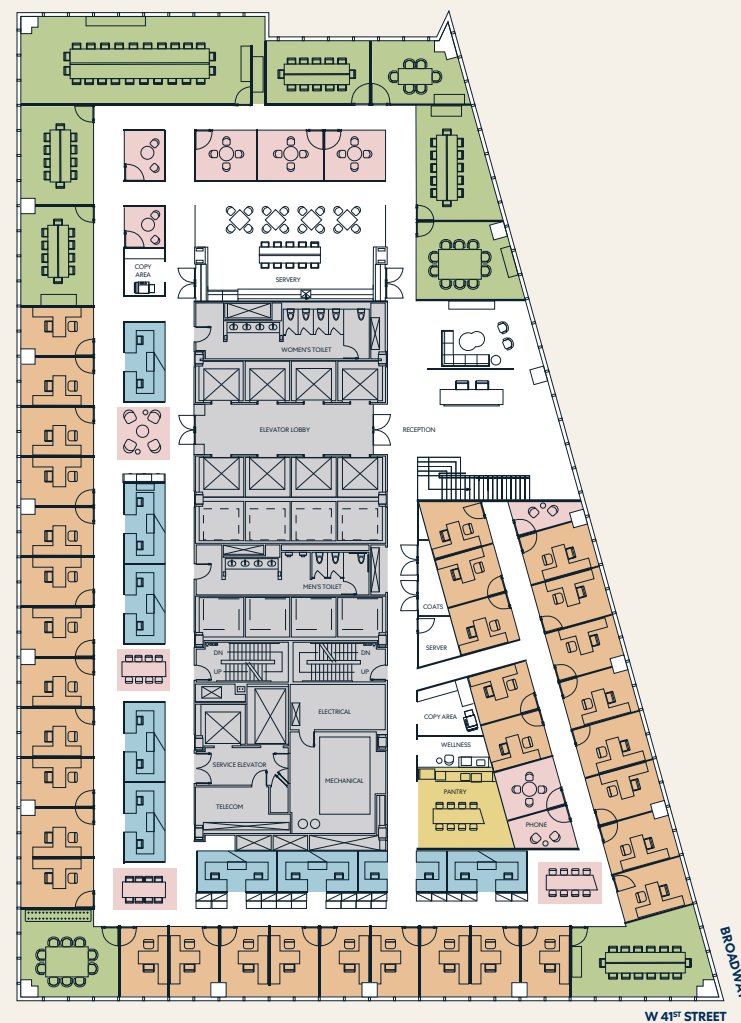 COPY
AREA
SERVERY
WOMEN'S TOILET
ELEVATOR LOBBY
RECEPTION
MEN'S TOILET
COATS
SERVER
DN
UP
DN
UP
ELECTRICAL
COPY AREA
WELLNESS
SERVICE ELEVATOR
MECHANICAL
PANTRY
TELECOM
PHONE
BROADWAY
W 41ST STREET